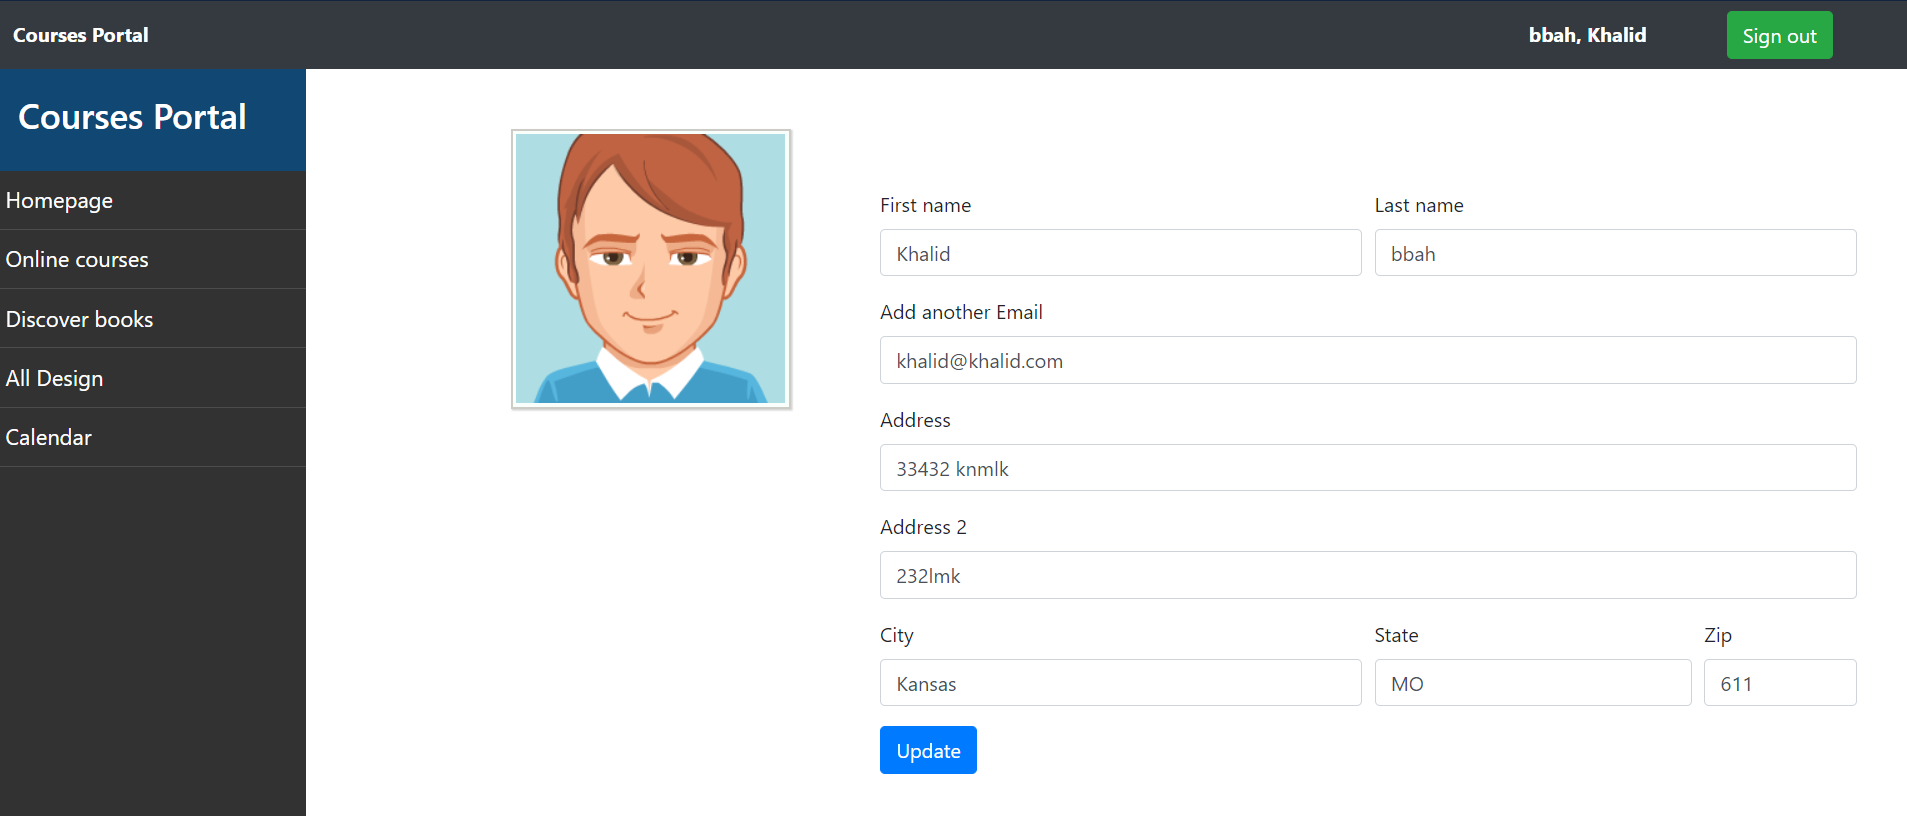 Courses Portal
bbah, Khalid
Sign out
Courses Portal
Homepage
Online courses
Discover books
All Design
Calendar
First name
Last name
Khalid
bbah
Add another Email
khalid@khalid.com
Address
33432 knmlk
Address 2
232lmk
City
State
Zip
Kansas
MO
611
Update